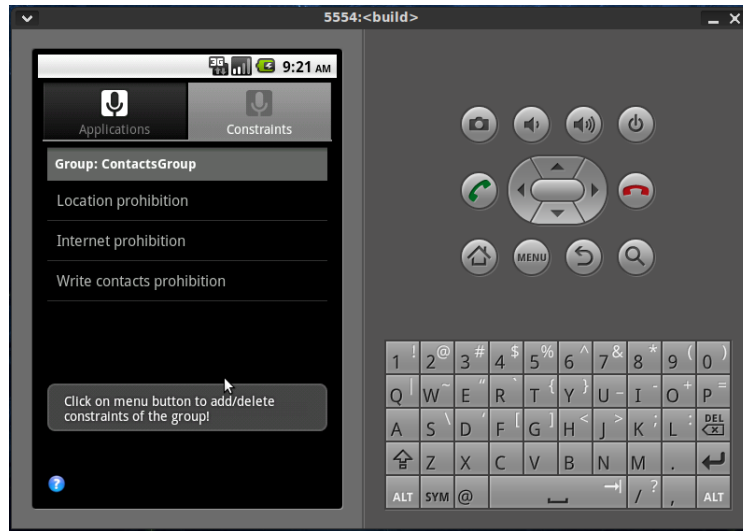 5554:<build>
3G
9:21 AM
Applications
Constraints
Group: ContactsGroup
Location prohibition
Internet prohibition
Write contacts prohibition
Click on menu button to add/delete
constraints of the group!
?
MENU
1 ! 2 @ 3 # 4 $ 5 % 6 ^ 7 & 8 * 9 ( 0 )
Q | W ~ E " R ` T { Y } U - I - O + P =
A S \ D ' F [ G ] H < J > K ; L : DEL
Z X C V B N M .
ALT SYM @ / ? , ALT